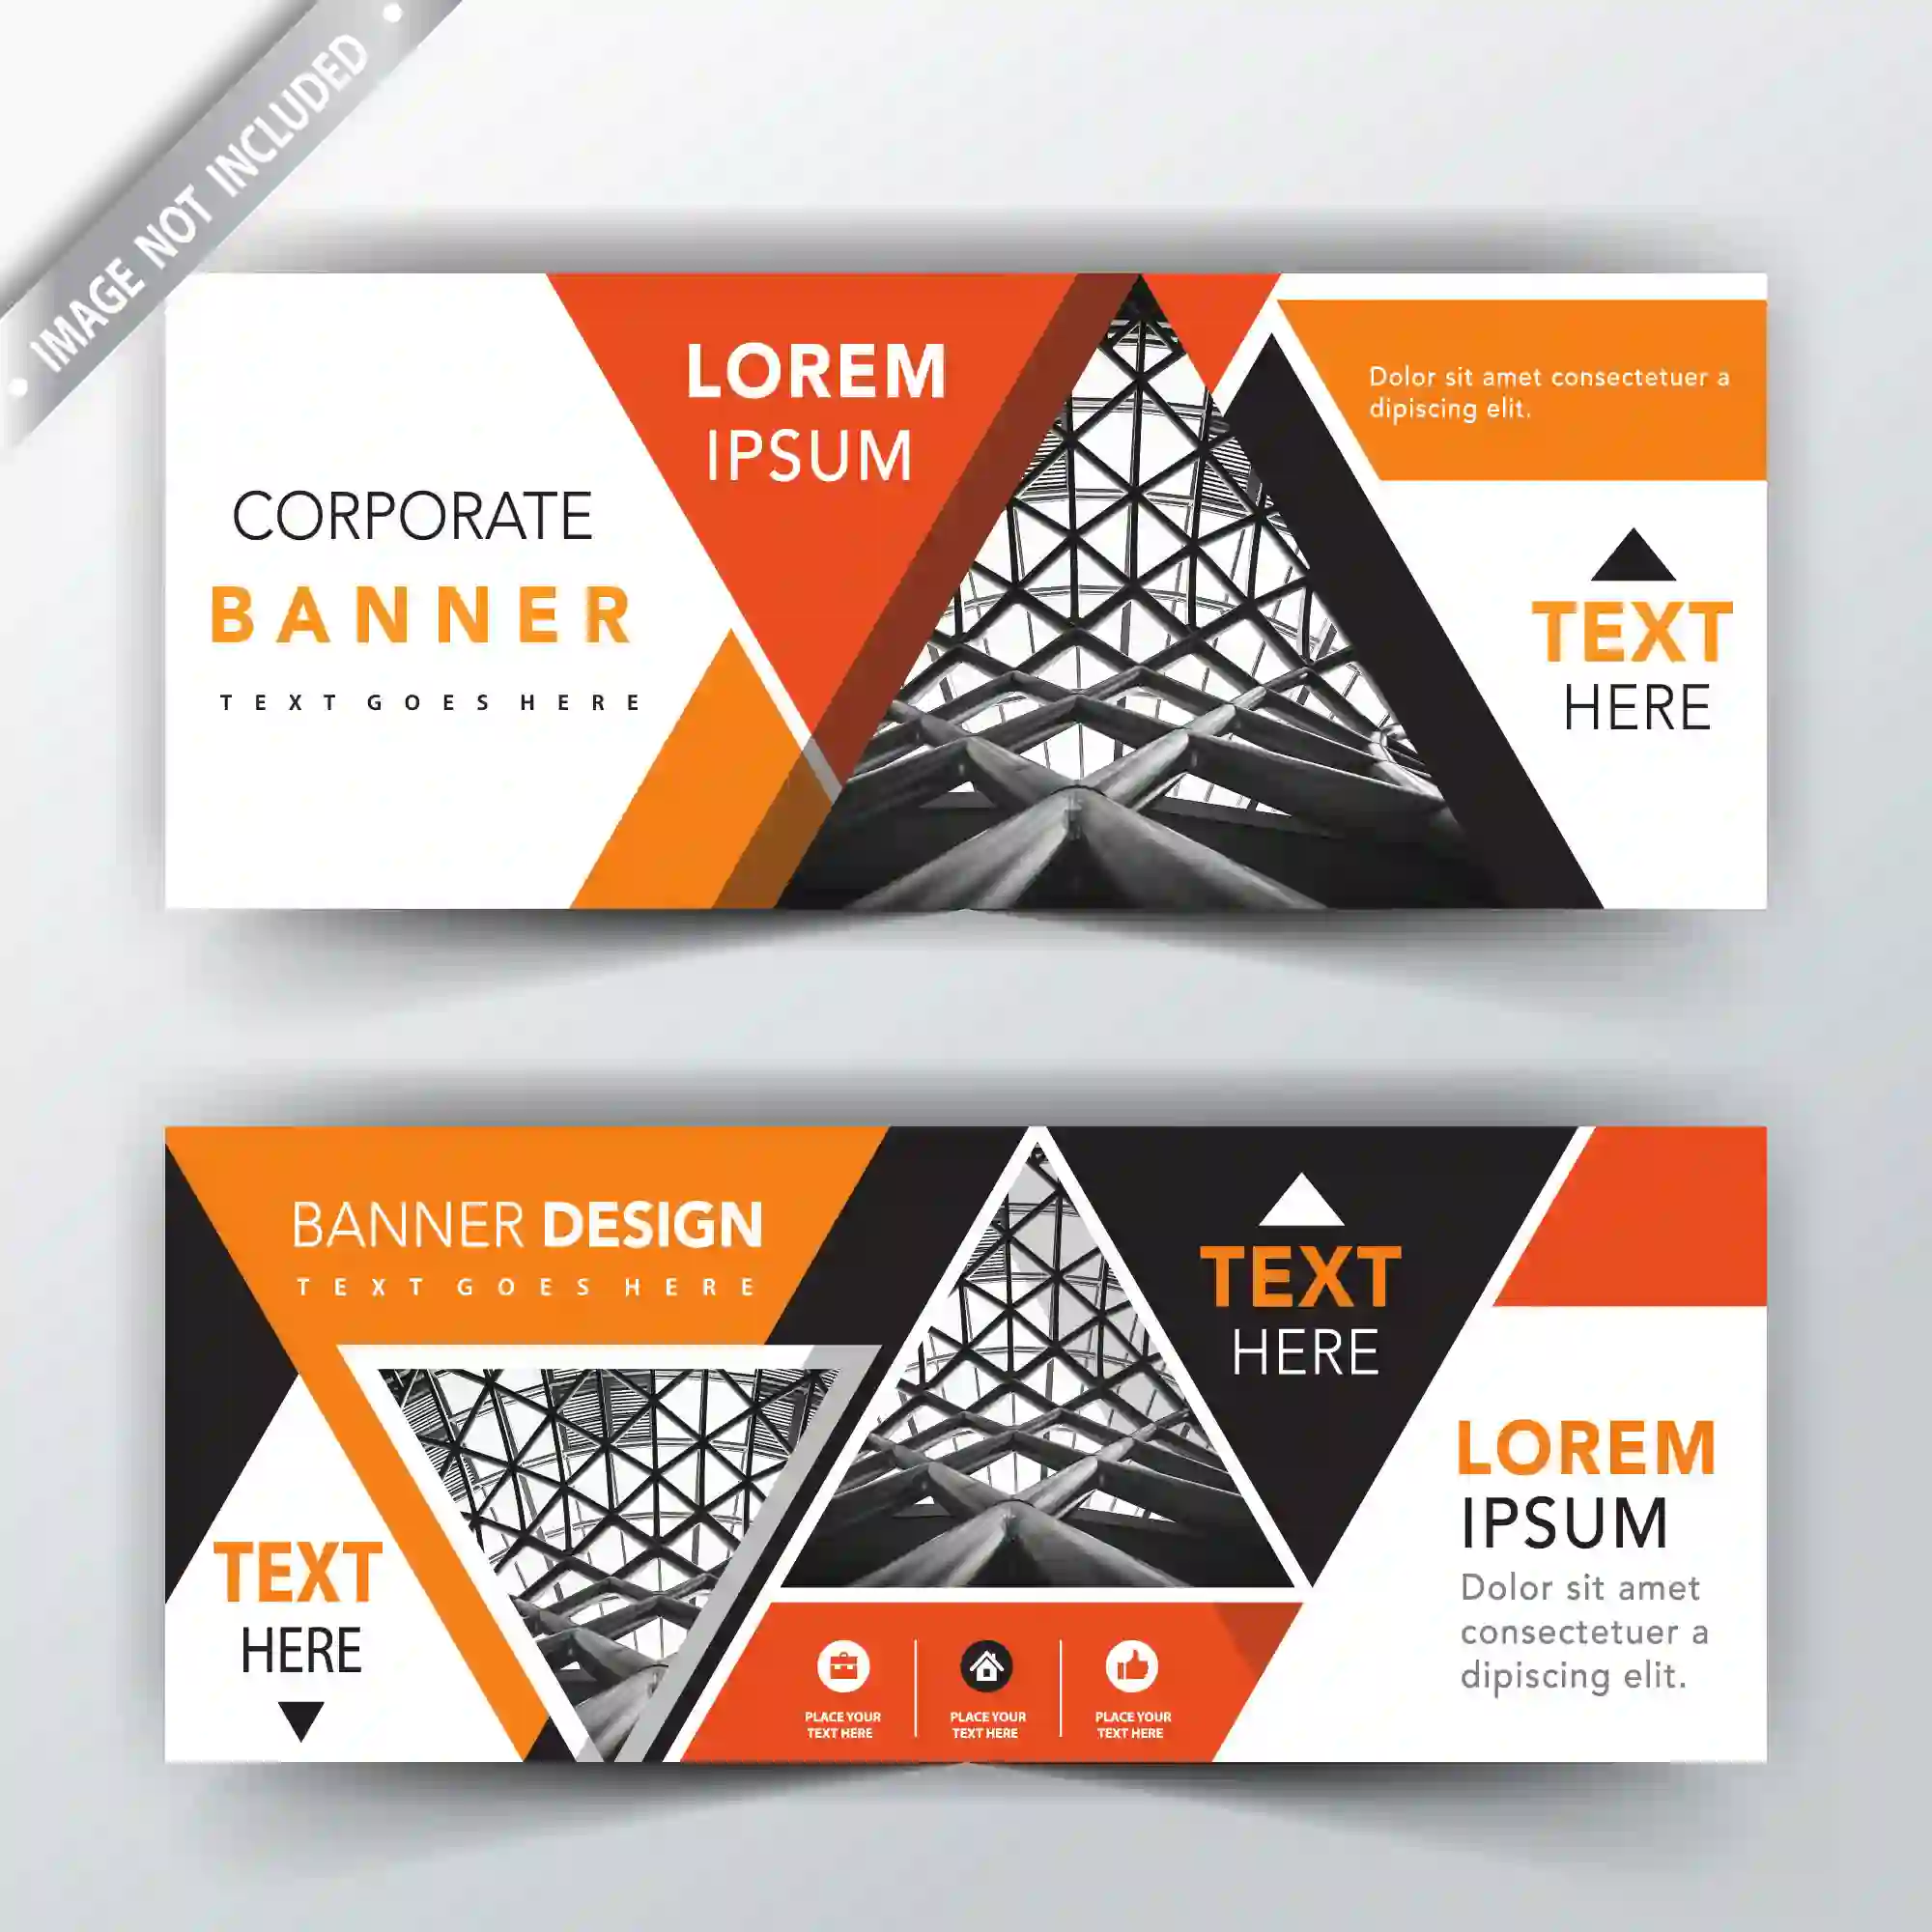 IMAGE NOT INCLUDED
CORPORATE
BANNER
TEXT GOES HERE
LOREM
IPSUM
Dolor sit amet consectetuer a
dipiscing elit.
TEXT
HERE
BANNER DESIGN
TEXT GOES HERE
TEXT
HERE
TEXT
HERE
LOREM
IPSUM
Dolor sit amet
consectetuer a
dipiscing elit.
PLACE YOUR
TEXT HERE
PLACE YOUR
TEXT HERE
PLACE YOUR
TEXT HERE